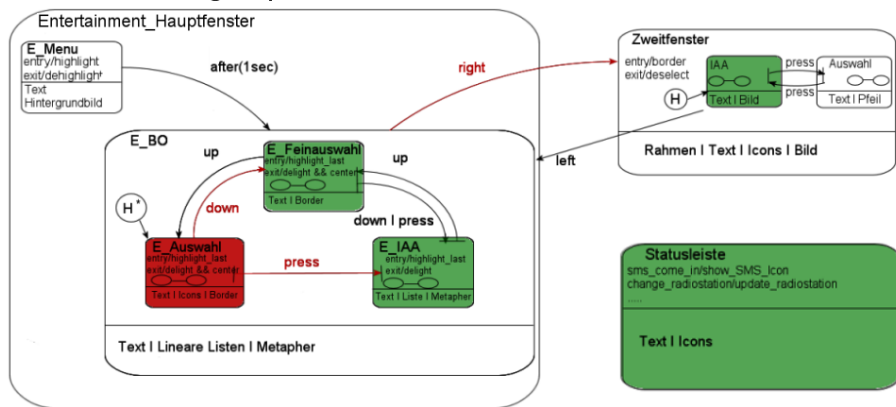 Entertainment_Hauptfenster
E_Menu
entry/highlight
exit/dehighlight
Text
Hintergrundbild
after(1sec)
right
Zweitfenster
entry/border
exit/deselect
IAA
Text I Bild
press
press
Auswahl
Text I Pfeil
H
Rahmen I Text I Icons I Bild
left
E_BO
up
E_Feinauswahl
entry/highlight_last
exit/delight && center
Text I Border
up
down
down I press
H*
E_Auswahl
entry/highlight_last
exit/delight && center
Text I Icons I Border
press
E_IAA
entry/highlight_last
exit/delight
Text I Liste I Metapher
Text I Lineare Listen I Metapher
Statusleiste
sms_come_in/show_SMS_Icon
change_radiostation/update_radiostation
.....
Text I Icons